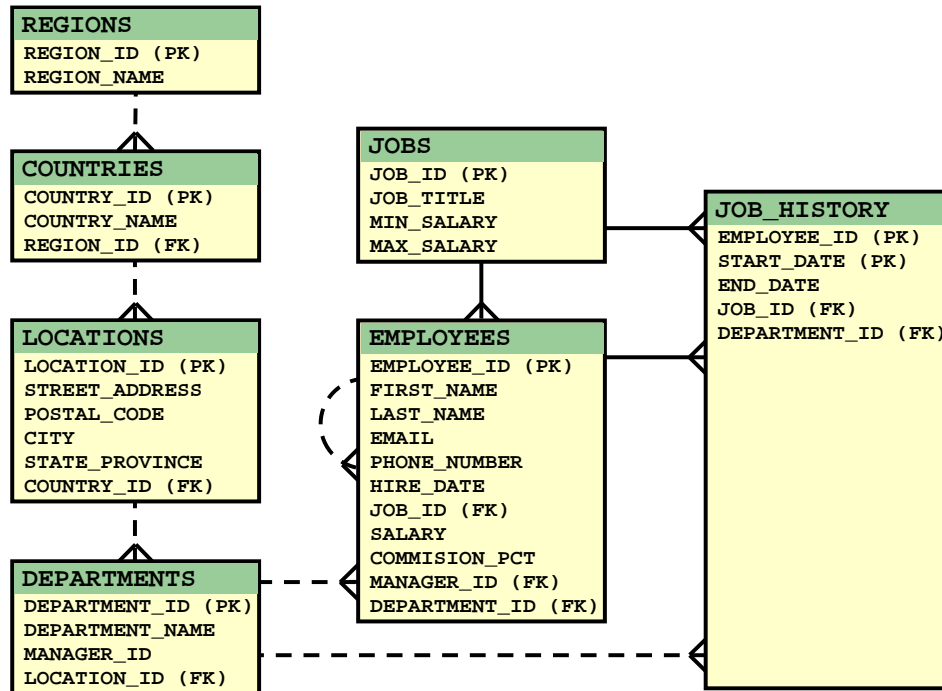 REGIONS
REGION_ID (PK)
REGION_NAME
COUNTRIES
COUNTRY_ID (PK)
COUNTRY_NAME
REGION_ID (FK)
LOCATIONS
LOCATION_ID (PK)
STREET_ADDRESS
POSTAL_CODE
CITY
STATE_PROVINCE
COUNTRY_ID (FK)
DEPARTMENTS
DEPARTMENT_ID (PK)
DEPARTMENT_NAME
MANAGER_ID
LOCATION_ID (FK)
JOBS
JOB_ID (PK)
JOB_TITLE
MIN_SALARY
MAX_SALARY
EMPLOYEES
EMPLOYEE_ID (PK)
FIRST_NAME
LAST_NAME
EMAIL
PHONE_NUMBER
HIRE_DATE
JOB_ID (FK)
SALARY
COMMISION_PCT
MANAGER_ID (FK)
DEPARTMENT_ID (FK)
JOB_HISTORY
EMPLOYEE_ID (PK)
START_DATE (PK)
END_DATE
JOB_ID (FK)
DEPARTMENT_ID (FK)